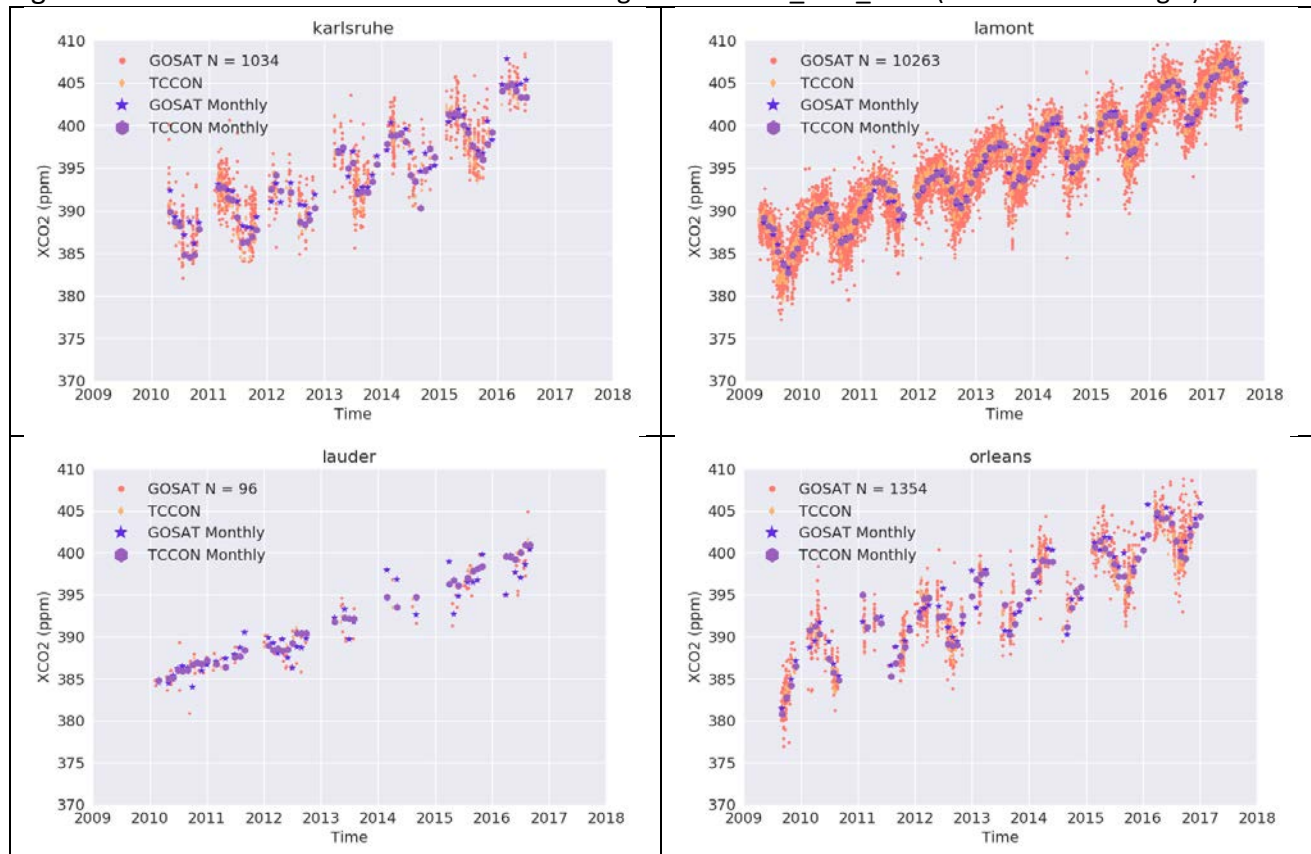 karlsruhe
410
405
400
395
390
385
380
375
370
XCO2 (ppm)
GOSAT N = 1034
TCCON
GOSAT Monthly
TCCON Monthly
2009 2010 2011 2012 2013 2014 2015 2016 2017 2018
Time
lamont
410
405
400
395
390
385
380
375
370
XCO2 (ppm)
GOSAT N = 10263
TCCON
GOSAT Monthly
TCCON Monthly
2009 2010 2011 2012 2013 2014 2015 2016 2017 2018
Time
lauder
410
405
400
395
390
385
380
375
370
XCO2 (ppm)
GOSAT N = 96
TCCON
GOSAT Monthly
TCCON Monthly
2009 2010 2011 2012 2013 2014 2015 2016 2017 2018
Time
orleans
410
405
400
395
390
385
380
375
370
XCO2 (ppm)
GOSAT N = 1354
TCCON
GOSAT Monthly
TCCON Monthly
2009 2010 2011 2012 2013 2014 2015 2016 2017 2018
Time